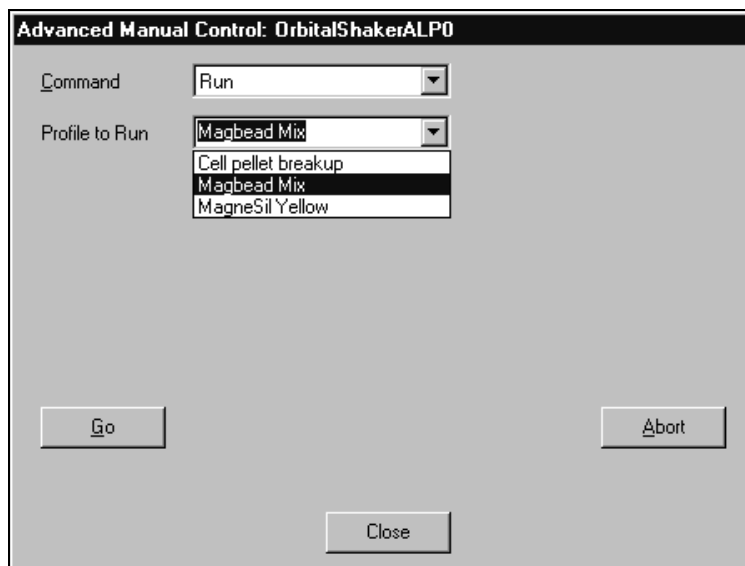 Advanced Manual Control: OrbitalShakerALP0
Command Run
Profile to Run Magbead Mix
Cell pellet breakup
Magbead Mix
MagneSil Yellow
Go Abort
Close